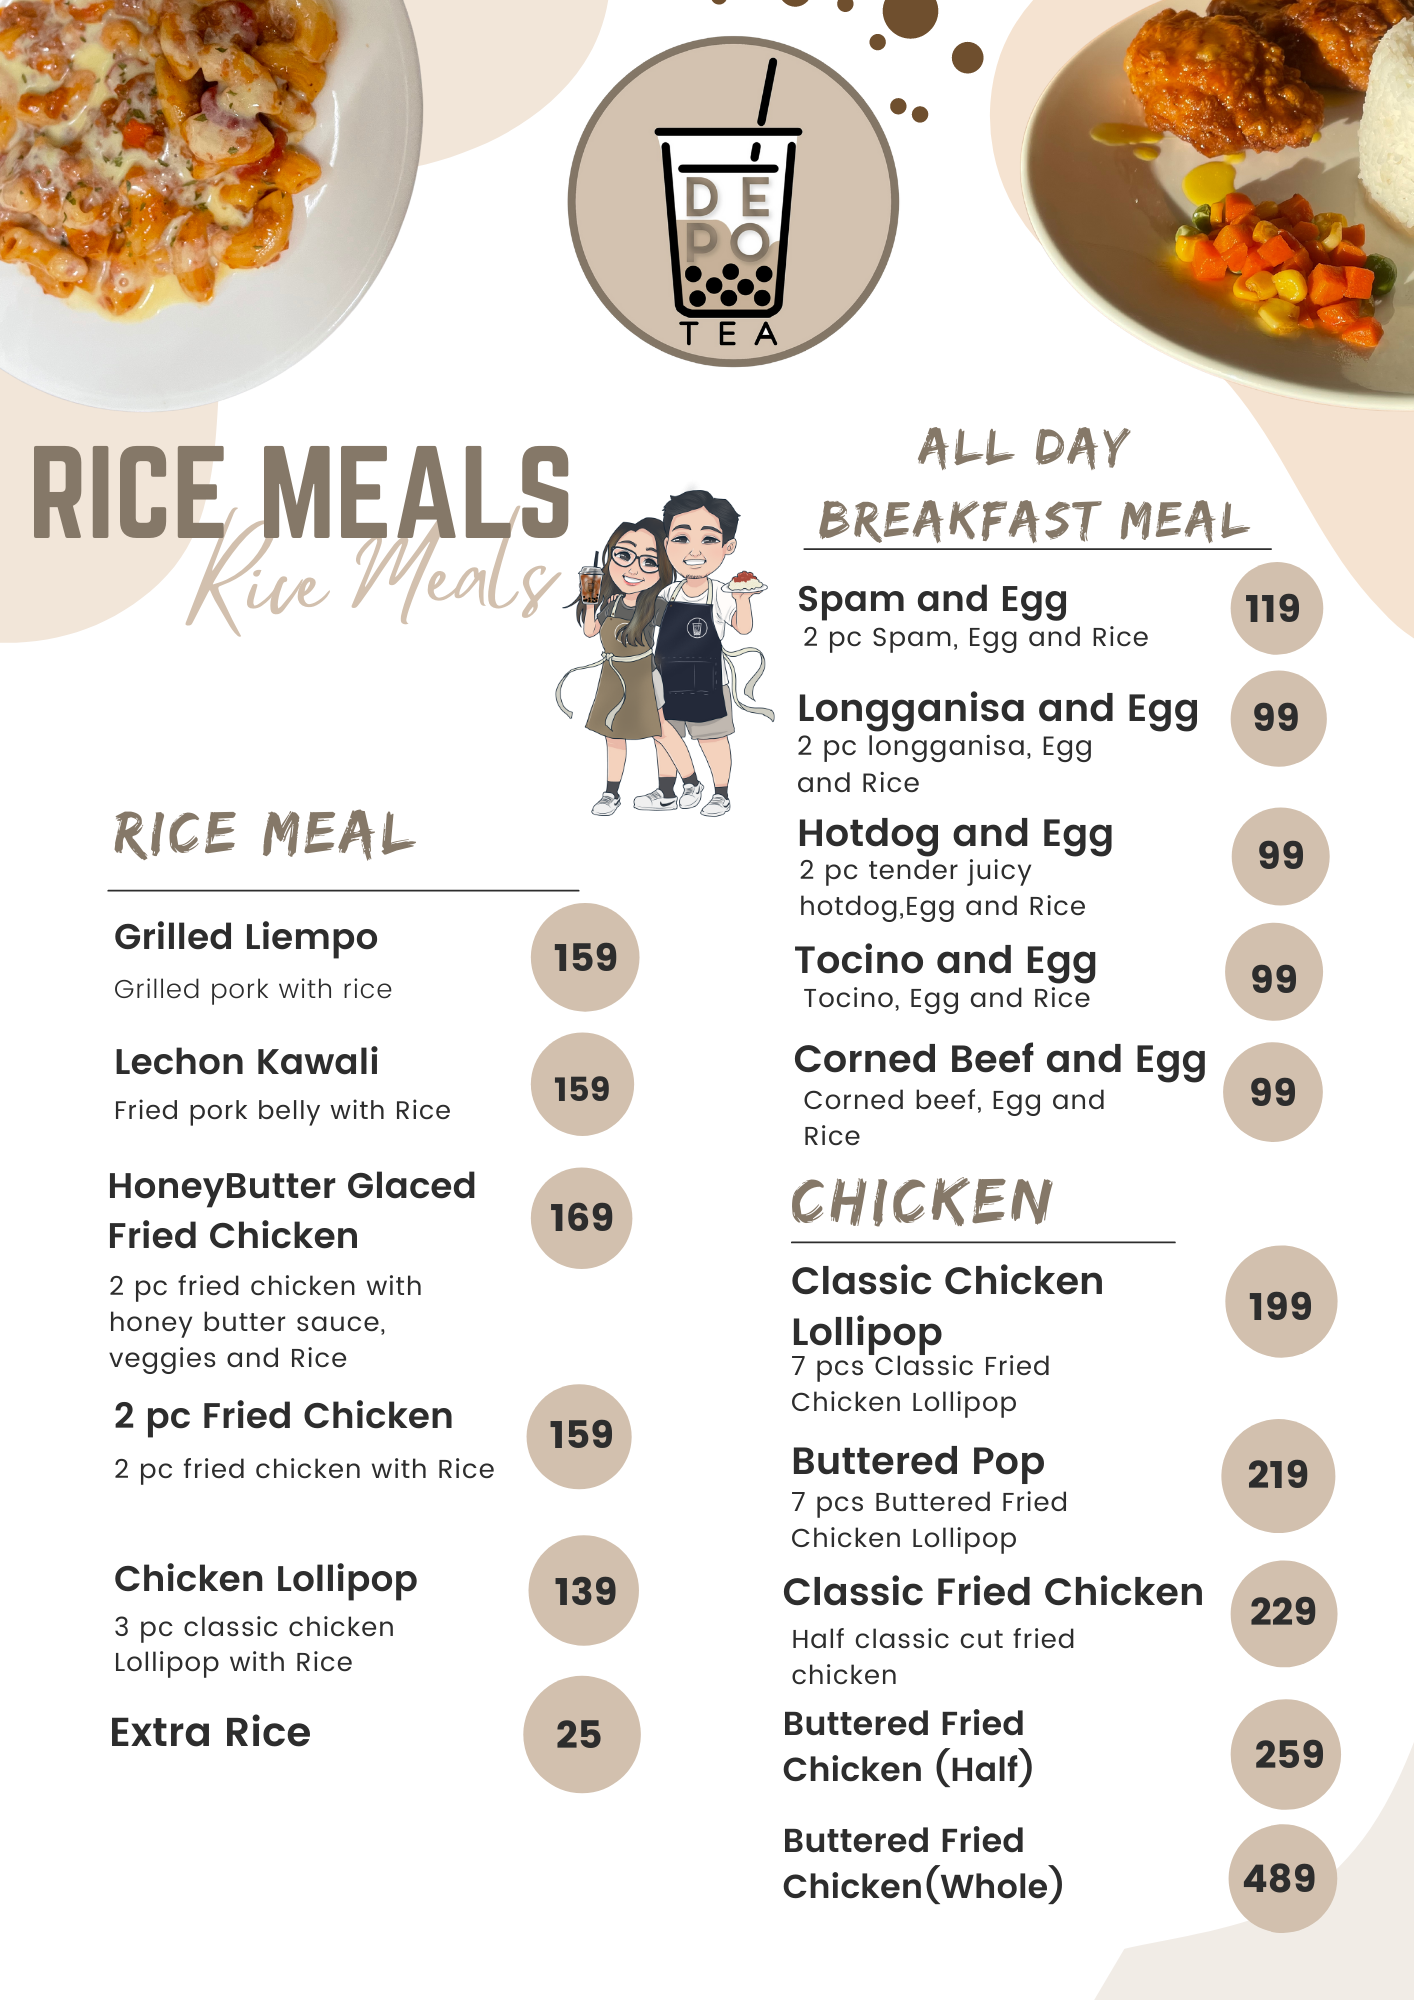 D E
P O
T E A
RICE MEALS
Rice Meals
RICE MEAL
Grilled Liempo
159
Grilled pork with rice
Lechon Kawali
159
Fried pork belly with Rice
HoneyButter Glaced
Fried Chicken
169
2 pc fried chicken with
honey butter sauce,
veggies and Rice
2 pc Fried Chicken
159
2 pc fried chicken with Rice
Chicken Lollipop
139
3 pc classic chicken
Lollipop with Rice
Extra Rice
25
ALL DAY
BREAKFAST MEAL
Spam and Egg
119
2 pc Spam, Egg and Rice
Longganisa and Egg
99
2 pc longganisa, Egg
and Rice
Hotdog and Egg
99
2 pc tender juicy
hotdog,Egg and Rice
Tocino and Egg
99
Tocino, Egg and Rice
Corned Beef and Egg
99
Corned beef, Egg and
Rice
CHICKEN
Classic Chicken
Lollipop
199
7 pcs Classic Fried
Chicken Lollipop
Buttered Pop
219
7 pcs Buttered Fried
Chicken Lollipop
Classic Fried Chicken
229
Half classic cut fried
chicken
Buttered Fried
Chicken (Half)
259
Buttered Fried
Chicken(Whole)
489